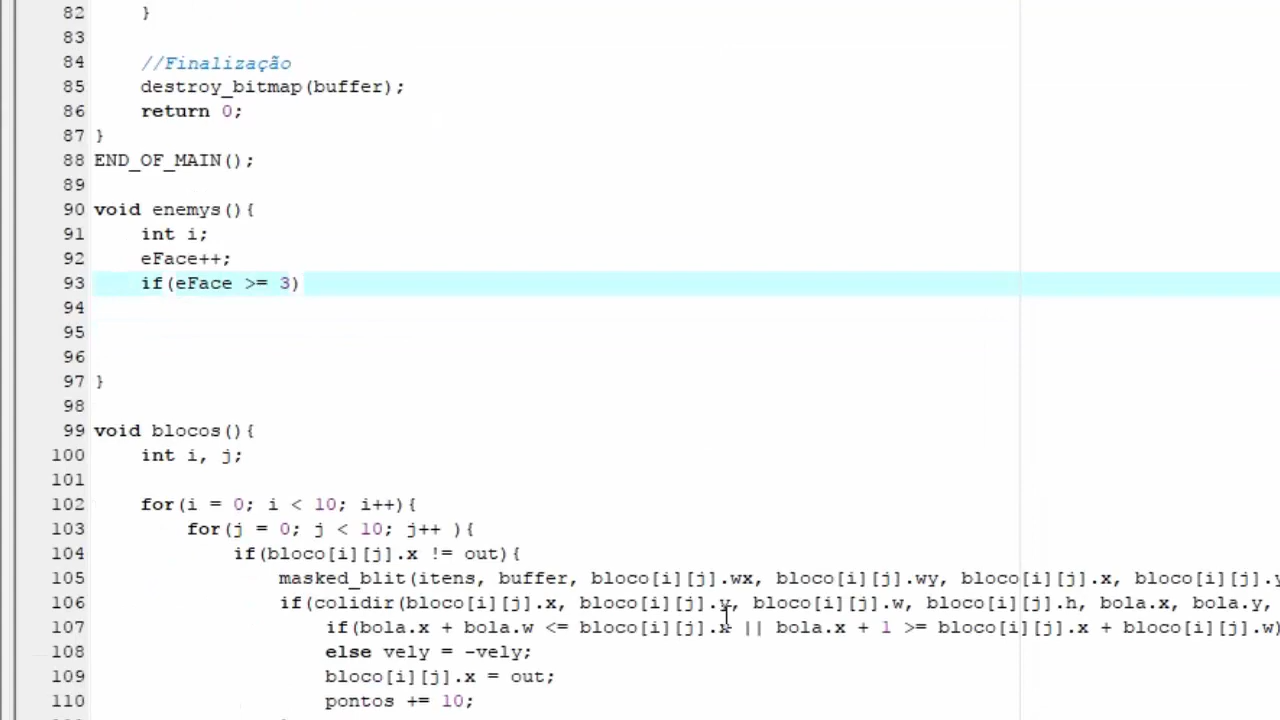 82 }
83
84 //Finalização
85 destroy_bitmap(buffer);
86 return 0;
87 }
88 END_OF_MAIN();
89
90 void enemys(){
91 int i;
92 eFace++;
93 if(eFace >= 3)
94
95
96
97 }
98
99 void blocos(){
100 int i, j;
101
102 for(i = 0; i < 10; i++){
103 for(j = 0; j < 10; j++ ){
104 if(bloco[i][j].x != out){
105 masked_blit(itens, buffer, bloco[i][j].wx, bloco[i][j].wy, bloco[i][j].x, bloco[i][j].y
106 if(colidir(bloco[i][j].x, bloco[i][j].y, bloco[i][j].w, bloco[i][j].h, bola.x, bola.y,
107 if(bola.x + bola.w <= bloco[i][j].x || bola.x + 1 >= bloco[i][j].x + bloco[i][j].w)
108 else vely = -vely;
109 bloco[i][j].x = out;
110 pontos += 10;